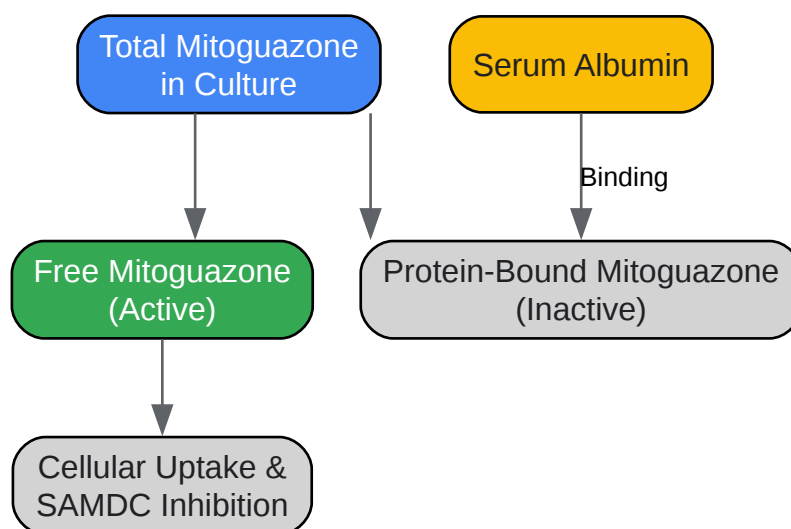 Total Mitoguazone
in Culture
Serum Albumin
Binding
Free Mitoguazone
(Active)
Protein-Bound Mitoguazone
(Inactive)
Cellular Uptake &
SAMDC Inhibition